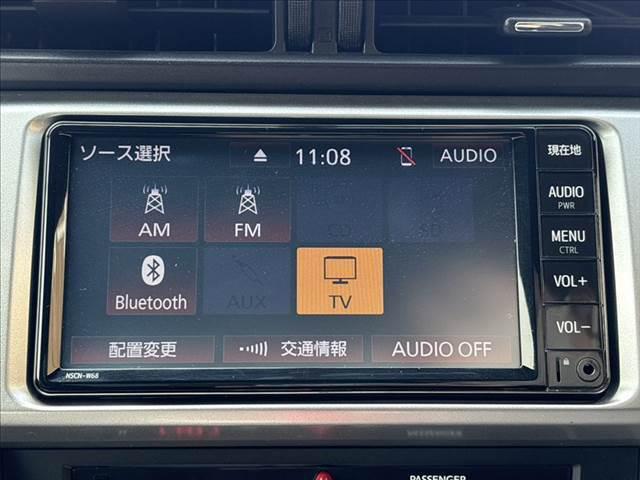 ソース選択 11:08 AUDIO 現在地
AM FM CD SD
AUDIO
PWR
MENU
CTRL
Bluetooth AUX TV
VOL+
配置変更 交通情報 AUDIO OFF
VOL−
NSCN-W68
PASSENGER